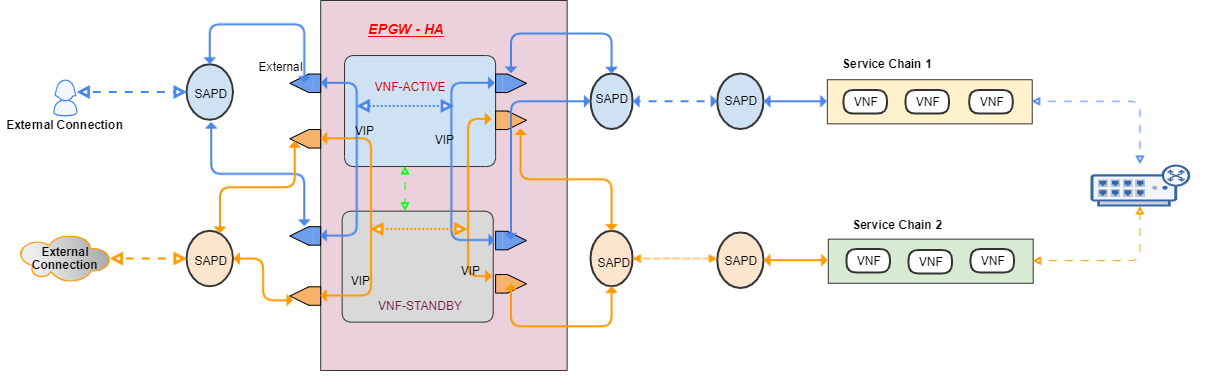 EPGW - HA
External
VNF-ACTIVE
SAPD
External Connection
VIP
VIP
SAPD
SAPD
Service Chain 1
VNF
VNF
VNF
External
Connection
SAPD
VIP
VIP
VNF-STANDBY
SAPD
SAPD
Service Chain 2
VNF
VNF
VNF